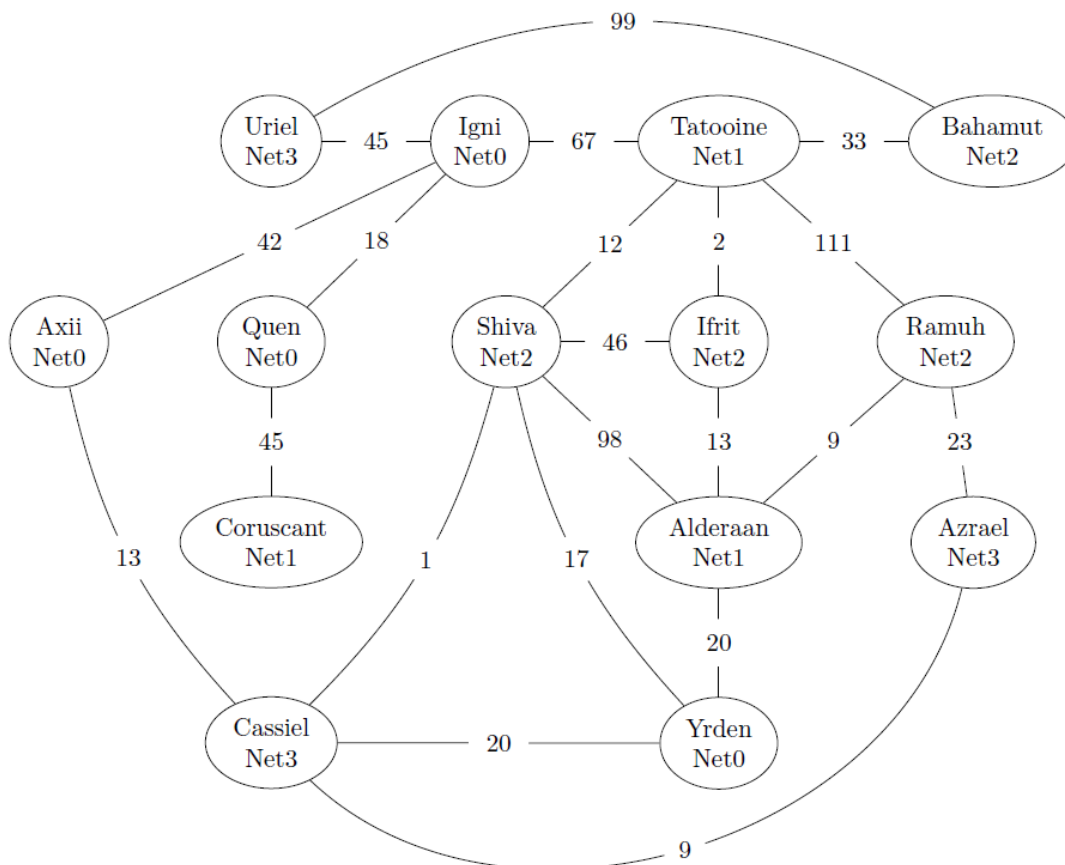 99
Uriel
Net3
45
Igni
Net0
67
Tatooine
Net1
33
Bahamut
Net2
42
18
12
2
111
Axii
Net0
Quen
Net0
Shiva
Net2
46
Ifrit
Net2
Ramuh
Net2
45
98
13
9
23
Coruscant
Net1
Alderaan
Net1
Azrael
Net3
13
1
17
20
Cassiel
Net3
20
Yrden
Net0
9